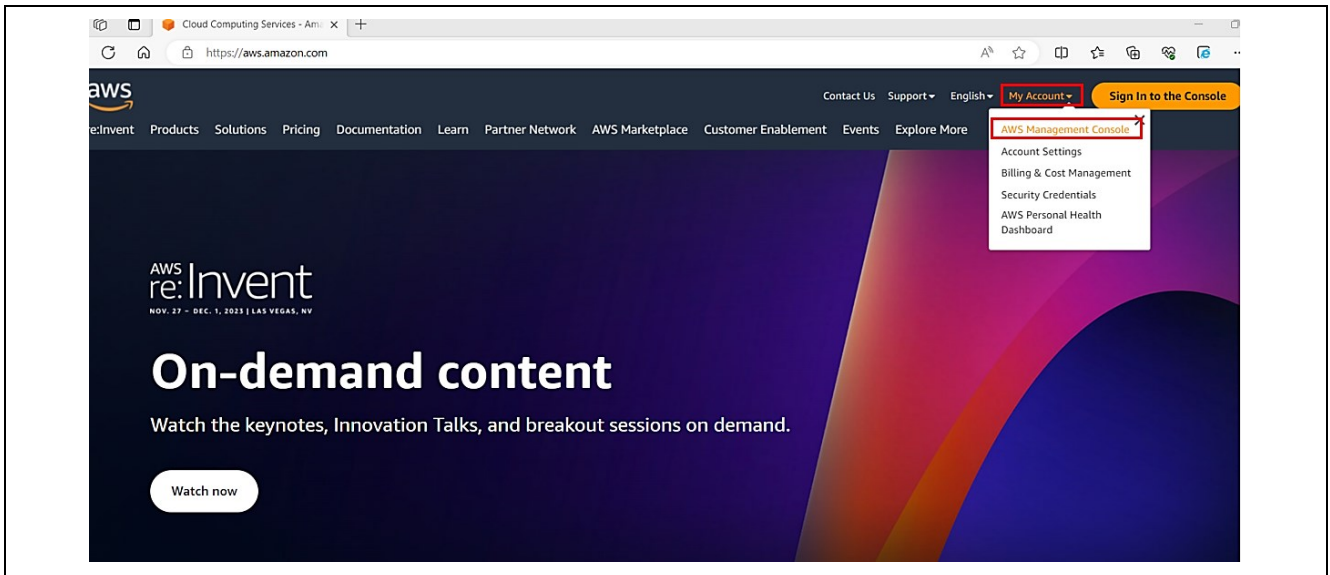 Cloud Computing Services - Am
https://aws.amazon.com
aws
Contact Us Support English My Account Sign In to the Console
re:Invent Products Solutions Pricing Documentation Learn Partner Network AWS Marketplace Customer Enablement Events Explore More
AWS Management Console
Account Settings
Billing & Cost Management
Security Credentials
AWS Personal Health
Dashboard
AWS
re:Invent
NOV. 27 – DEC. 1, 2023 | LAS VEGAS, NV
On-demand content
Watch the keynotes, Innovation Talks, and breakout sessions on demand.
Watch now